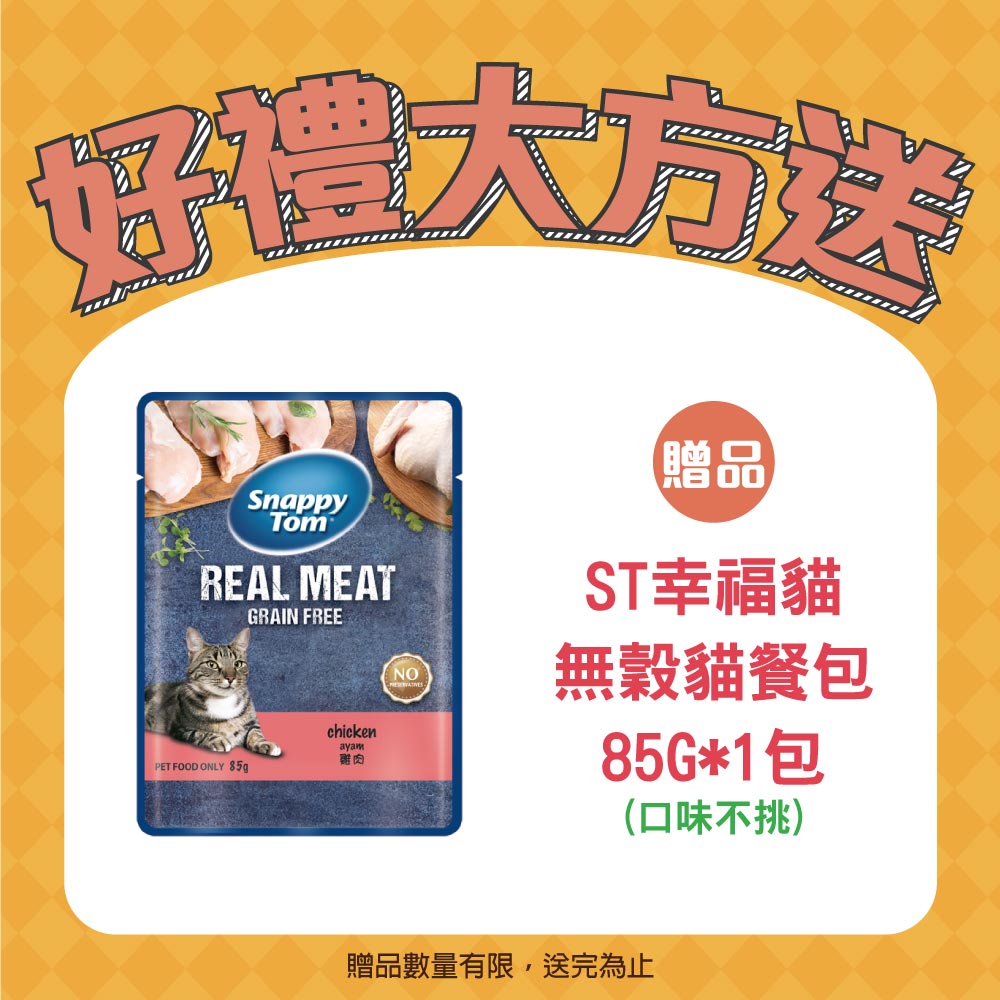 好禮大方送
Snappy
Tom
REAL MEAT
GRAIN FREE
NO
PRESERVATIVES
chicken
ayam
雞肉
PET FOOD ONLY 85g
贈品
ST幸福貓
無穀貓餐包
85G*1包
(口味不挑)
贈品數量有限，送完為止